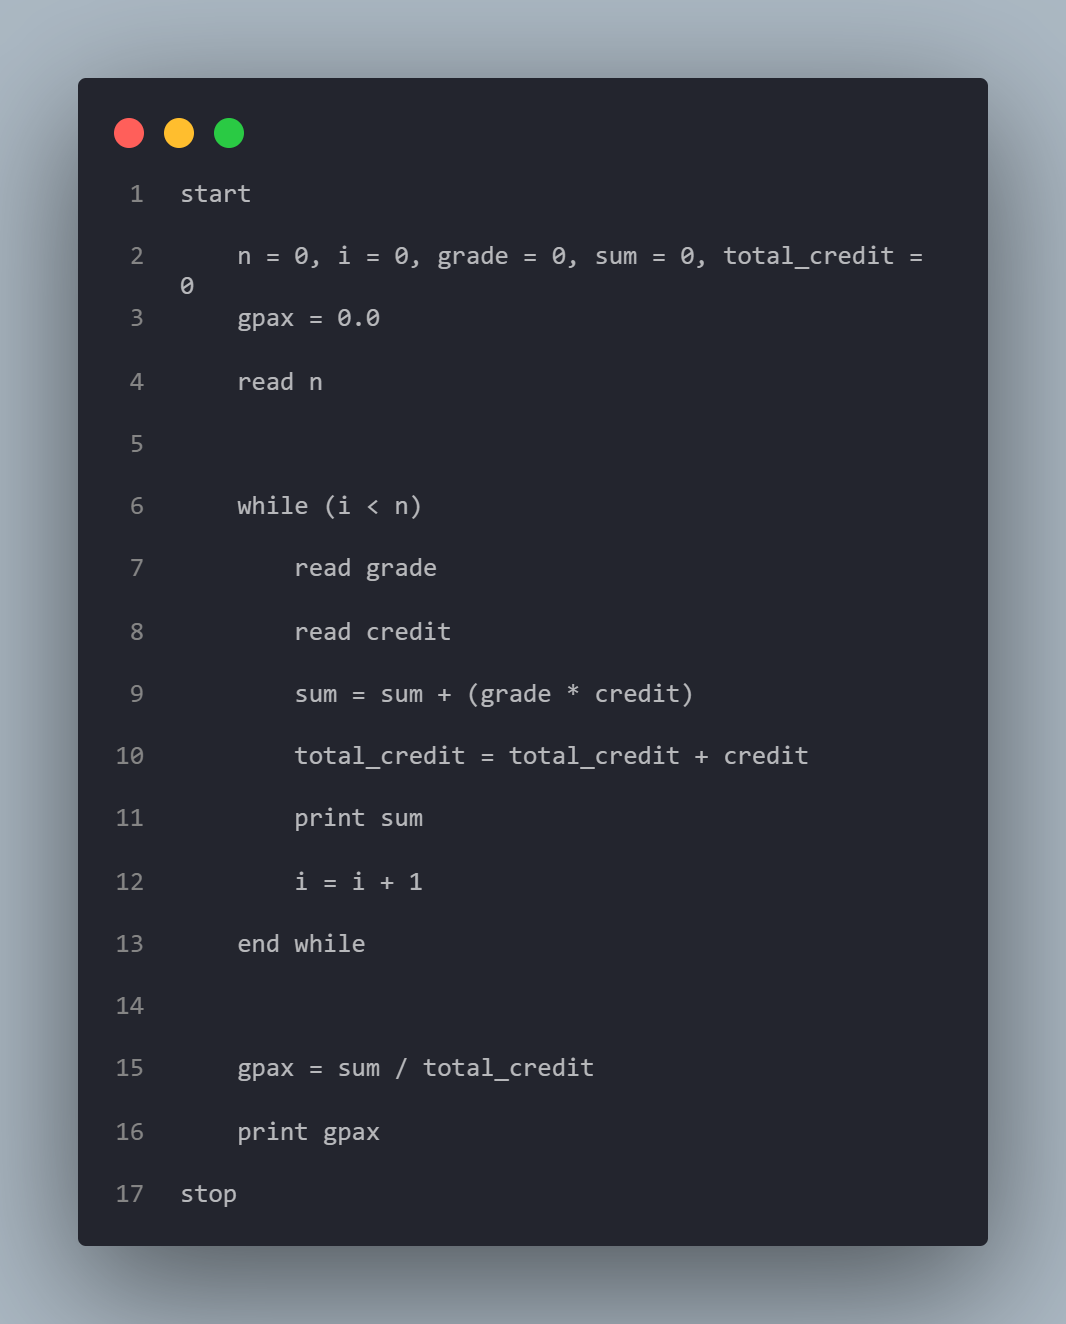 1 start
2     n = 0, i = 0, grade = 0, sum = 0, total_credit =
0
3     gpax = 0.0
4     read n
5
6     while (i < n)
7         read grade
8         read credit
9         sum = sum + (grade * credit)
10         total_credit = total_credit + credit
11         print sum
12         i = i + 1
13     end while
14
15     gpax = sum / total_credit
16     print gpax
17 stop